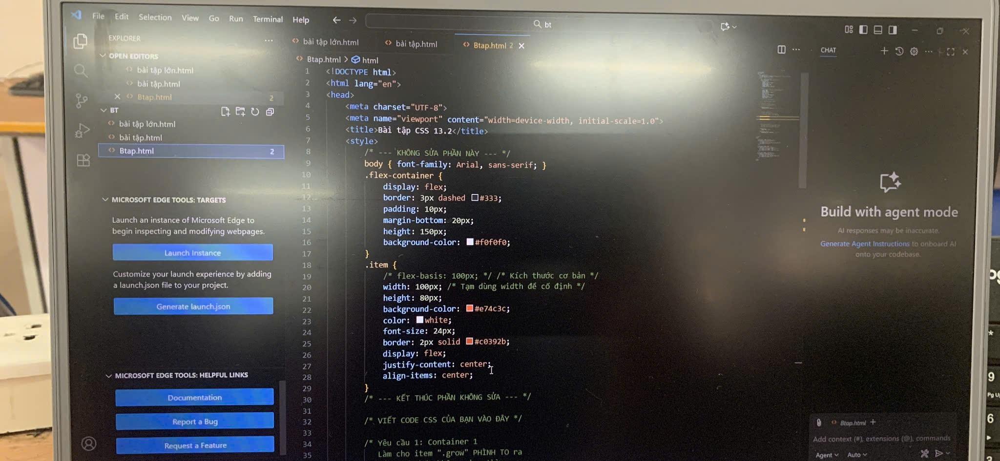 File Edit Selection View Go Run Terminal Help
bt
EXPLORER
OPEN EDITORS
bài tập lớn.html
bài tập.html
Btap.html 2
BT
bài tập lớn.html
bài tập.html
Btap.html 2
MICROSOFT EDGE TOOLS: TARGETS
Launch an instance of Microsoft Edge to
begin inspecting and modifying webpages.
Launch Instance
Customize your launch experience by adding
a launch.json file to your project.
Generate launch.json
MICROSOFT EDGE TOOLS: HELPFUL LINKS
Documentation
Report a Bug
Request a Feature
bài tập lớn.html bài tập.html Btap.html 2
Btap.html > html
1 <!DOCTYPE html>
2 <html lang="en">
3 <head>
4 <meta charset="UTF-8">
5 <meta name="viewport" content="width=device-width, initial-scale=1.0">
6 <title>Bài tập CSS 13.2</title>
7 <style>
8 /* --- KHÔNG SỬA PHẦN NÀY --- */
9 body { font-family: Arial, sans-serif; }
10 .flex-container {
11 display: flex;
12 border: 3px dashed #333;
13 padding: 10px;
14 margin-bottom: 20px;
15 height: 150px;
16 background-color: #f0f0f0;
17 }
18 .item {
19 /* flex-basis: 100px; */ /* Kích thước cơ bản */
20 width: 100px; /* Tạm dùng width để cố định */
21 height: 80px;
22 background-color: #e74c3c;
23 color: white;
24 font-size: 24px;
25 border: 2px solid #c0392b;
26 display: flex;
27 justify-content: center;
28 align-items: center;
29 }
30 /* --- KẾT THÚC PHẦN KHÔNG SỬA --- */
31
32 /* VIẾT CODE CSS CỦA BẠN VÀO ĐÂY */
33
34 /* Yêu cầu 1: Container 1
35 Làm cho item ".grow" PHÌNH TO ra
CHAT
Build with agent mode
AI responses may be inaccurate.
Generate Agent Instructions to onboard AI
onto your codebase.
Btap.html
Add context (#), extensions (@), commands
Agent Auto
*
9
Pg Up
6